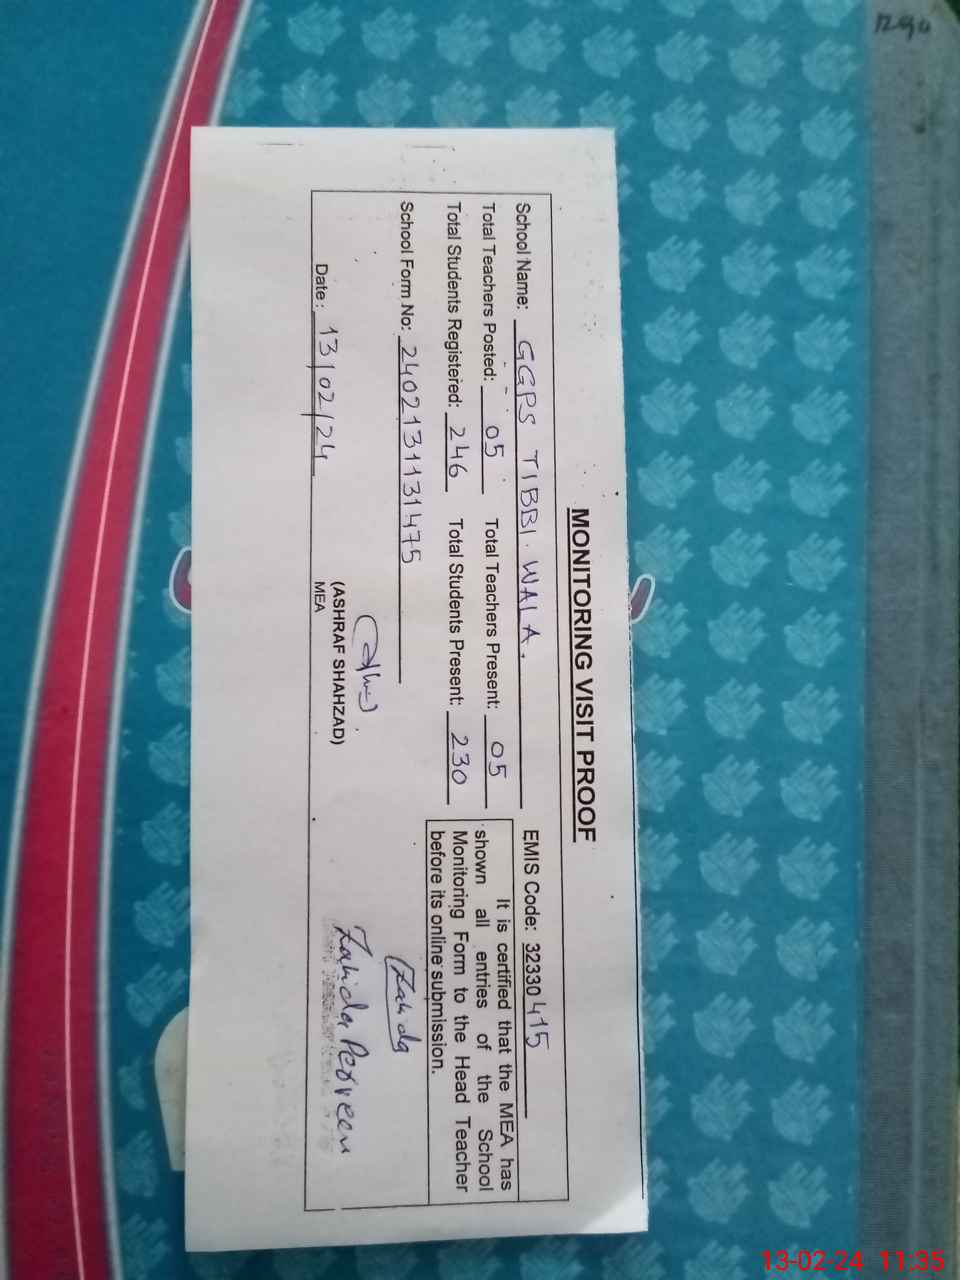 MONITORING VISIT PROOF
School Name: GGPS TIBBI WALA. EMIS Code: 32330415
Total Teachers Posted: 05 Total Teachers Present: 05
Total Students Registered: 246 Total Students Present: 230
It is certified that the MEA has
shown all entries of the School
Monitoring Form to the Head Teacher
before its online submission.
School Form No: 2402131131475
(Zahida
Zahida Perveen
(ASHRAF SHAHZAD)
Date: 13/02/24 MEA
13-02-24 11:35